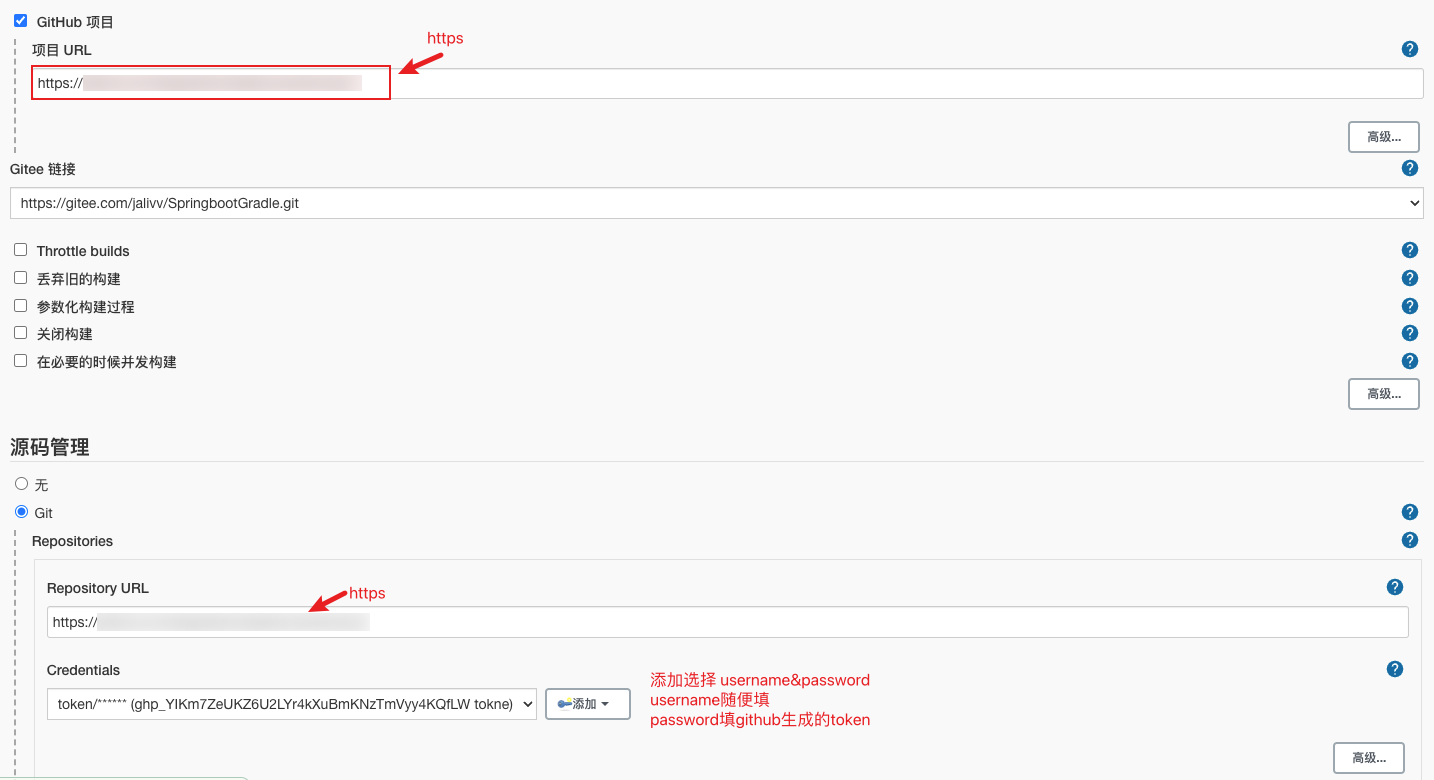 GitHub 项目
https
项目 URL
https://
高级...
Gitee 链接
https://gitee.com/jalivv/SpringbootGradle.git
Throttle builds
丢弃旧的构建
参数化构建过程
关闭构建
在必要的时候并发构建
高级...
源码管理
无
Git
Repositories
Repository URL
https
https://
Credentials
token/****** (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 tokne)
添加
添加选择 username&password
username随便填
password填github生成的token
高级...